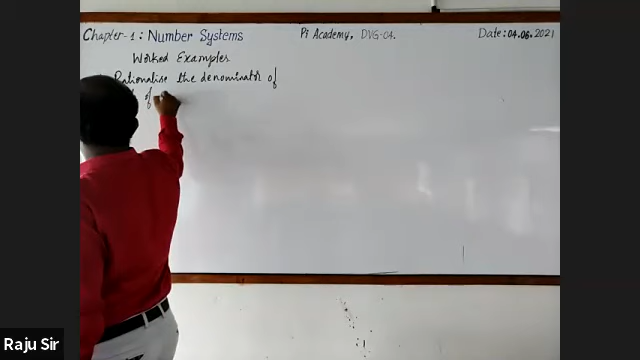 Chapter-1: Number Systems
Pi Academy, DVG-04.
Date: 04.06.2021
Worked Examples
Rationalise the denominator of
of
Raju Sir